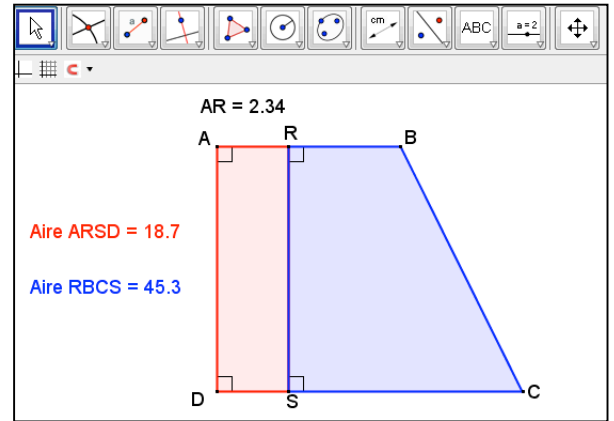 cm
ABC
a=2
a
AR = 2.34
A
R
B
Aire ARSD = 18.7
Aire RBCS = 45.3
D
S
C